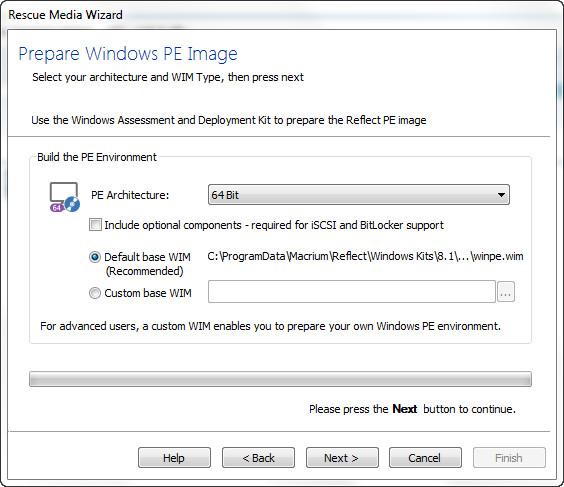 Rescue Media Wizard
Prepare Windows PE Image
Select your architecture and WIM Type, then press next
Use the Windows Assessment and Deployment Kit to prepare the Reflect PE image
Build the PE Environment
64
PE Architecture:
64 Bit
Include optional components - required for iSCSI and BitLocker support
Default base WIM
(Recommended)
C:\ProgramData\Macrium\Reflect\Windows Kits\8.1\...\winpe.wim
Custom base WIM
...
For advanced users, a custom WIM enables you to prepare your own Windows PE environment.
Please press the Next button to continue.
Help
< Back
Next >
Cancel
Finish